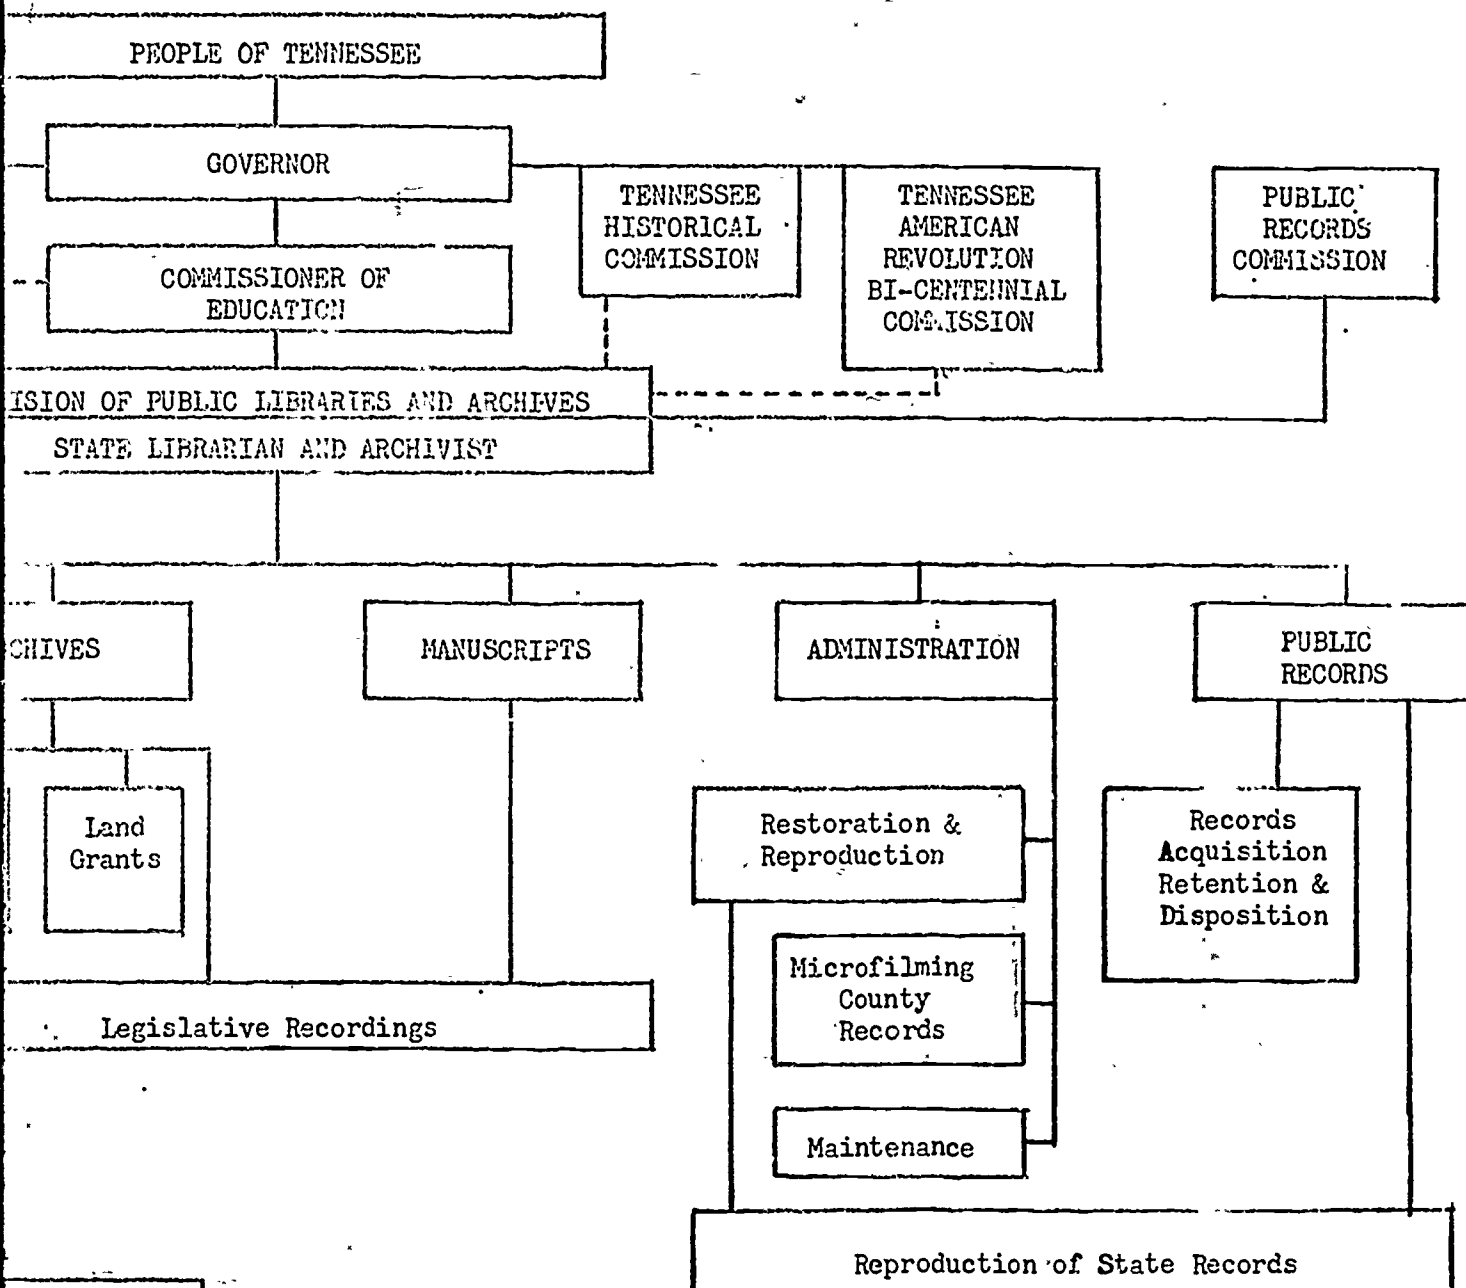 PEOPLE OF TENNESSEE
GOVERNOR
TENNESSEE
HISTORICAL
COMMISSION
TENNESSEE
AMERICAN
REVOLUTION
BI-CENTENNIAL
COMMISSION
PUBLIC
RECORDS
COMMISSION
COMMISSIONER OF
EDUCATION
ISION OF PUBLIC LIBRARIES AND ARCHIVES
STATE LIBRARIAN AND ARCHIVIST
CHIVES
MANUSCRIPTS
ADMINISTRATION
PUBLIC
RECORDS
Land
Grants
Restoration &
Reproduction
Records
Acquisition
Retention &
Disposition
Microfilming
County
Records
Legislative Recordings
Maintenance
Reproduction of State Records